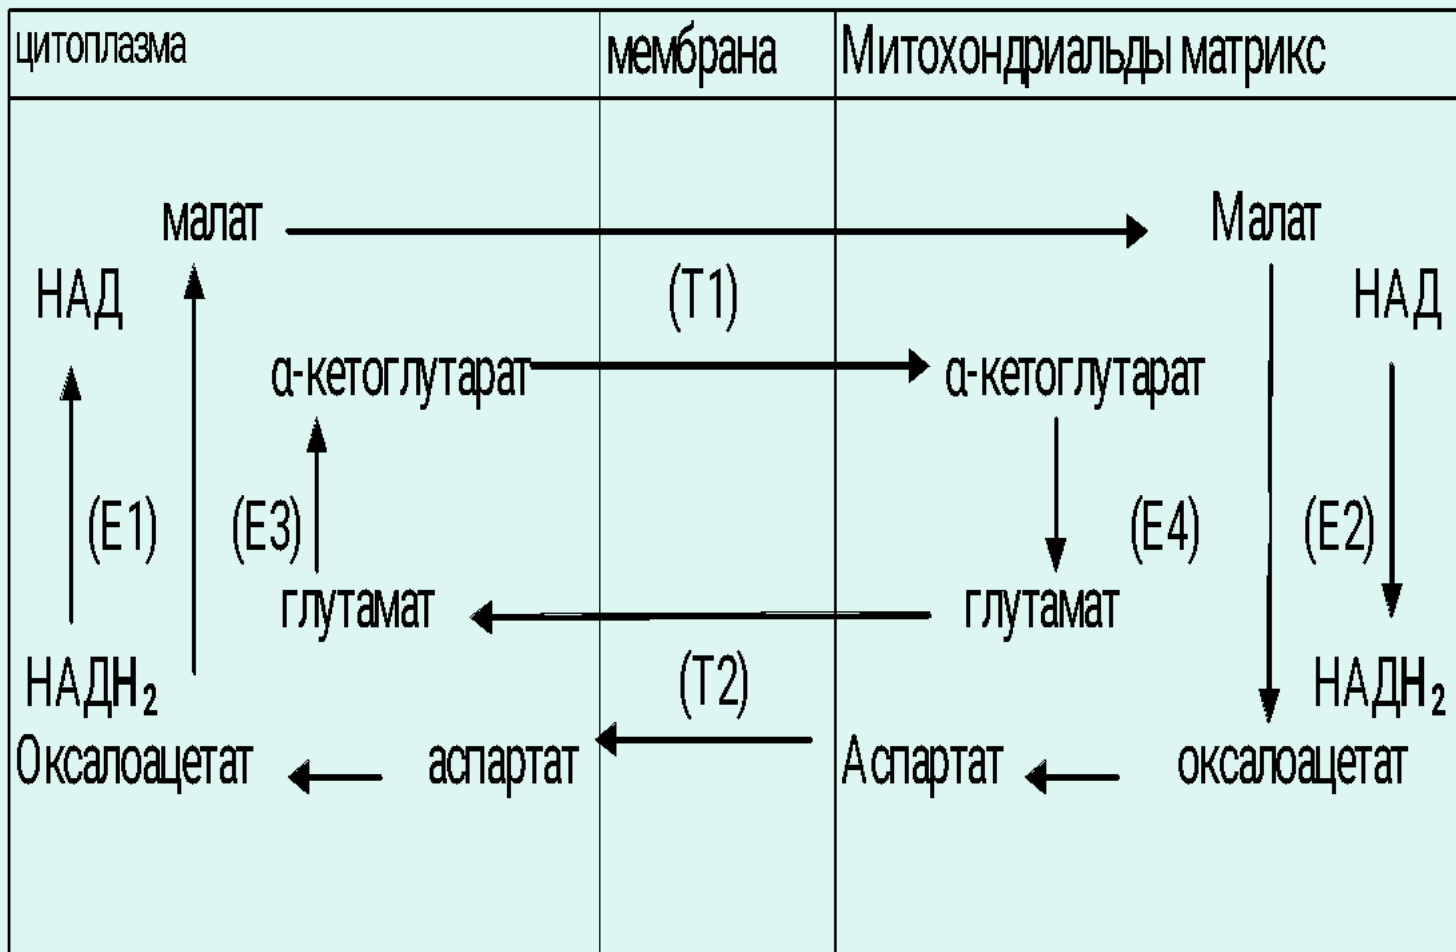 цитоплазма мембрана Митохондриальды матрикс
малат Малат
НАД (Т1) НАД
α-кетоглутарат α-кетоглутарат
(Е1) (Е3) (Е4) (Е2)
глутамат глутамат
НАДН₂ (Т2) НАДН₂
Оксалоацетат аспартат Аспартат оксалоацетат